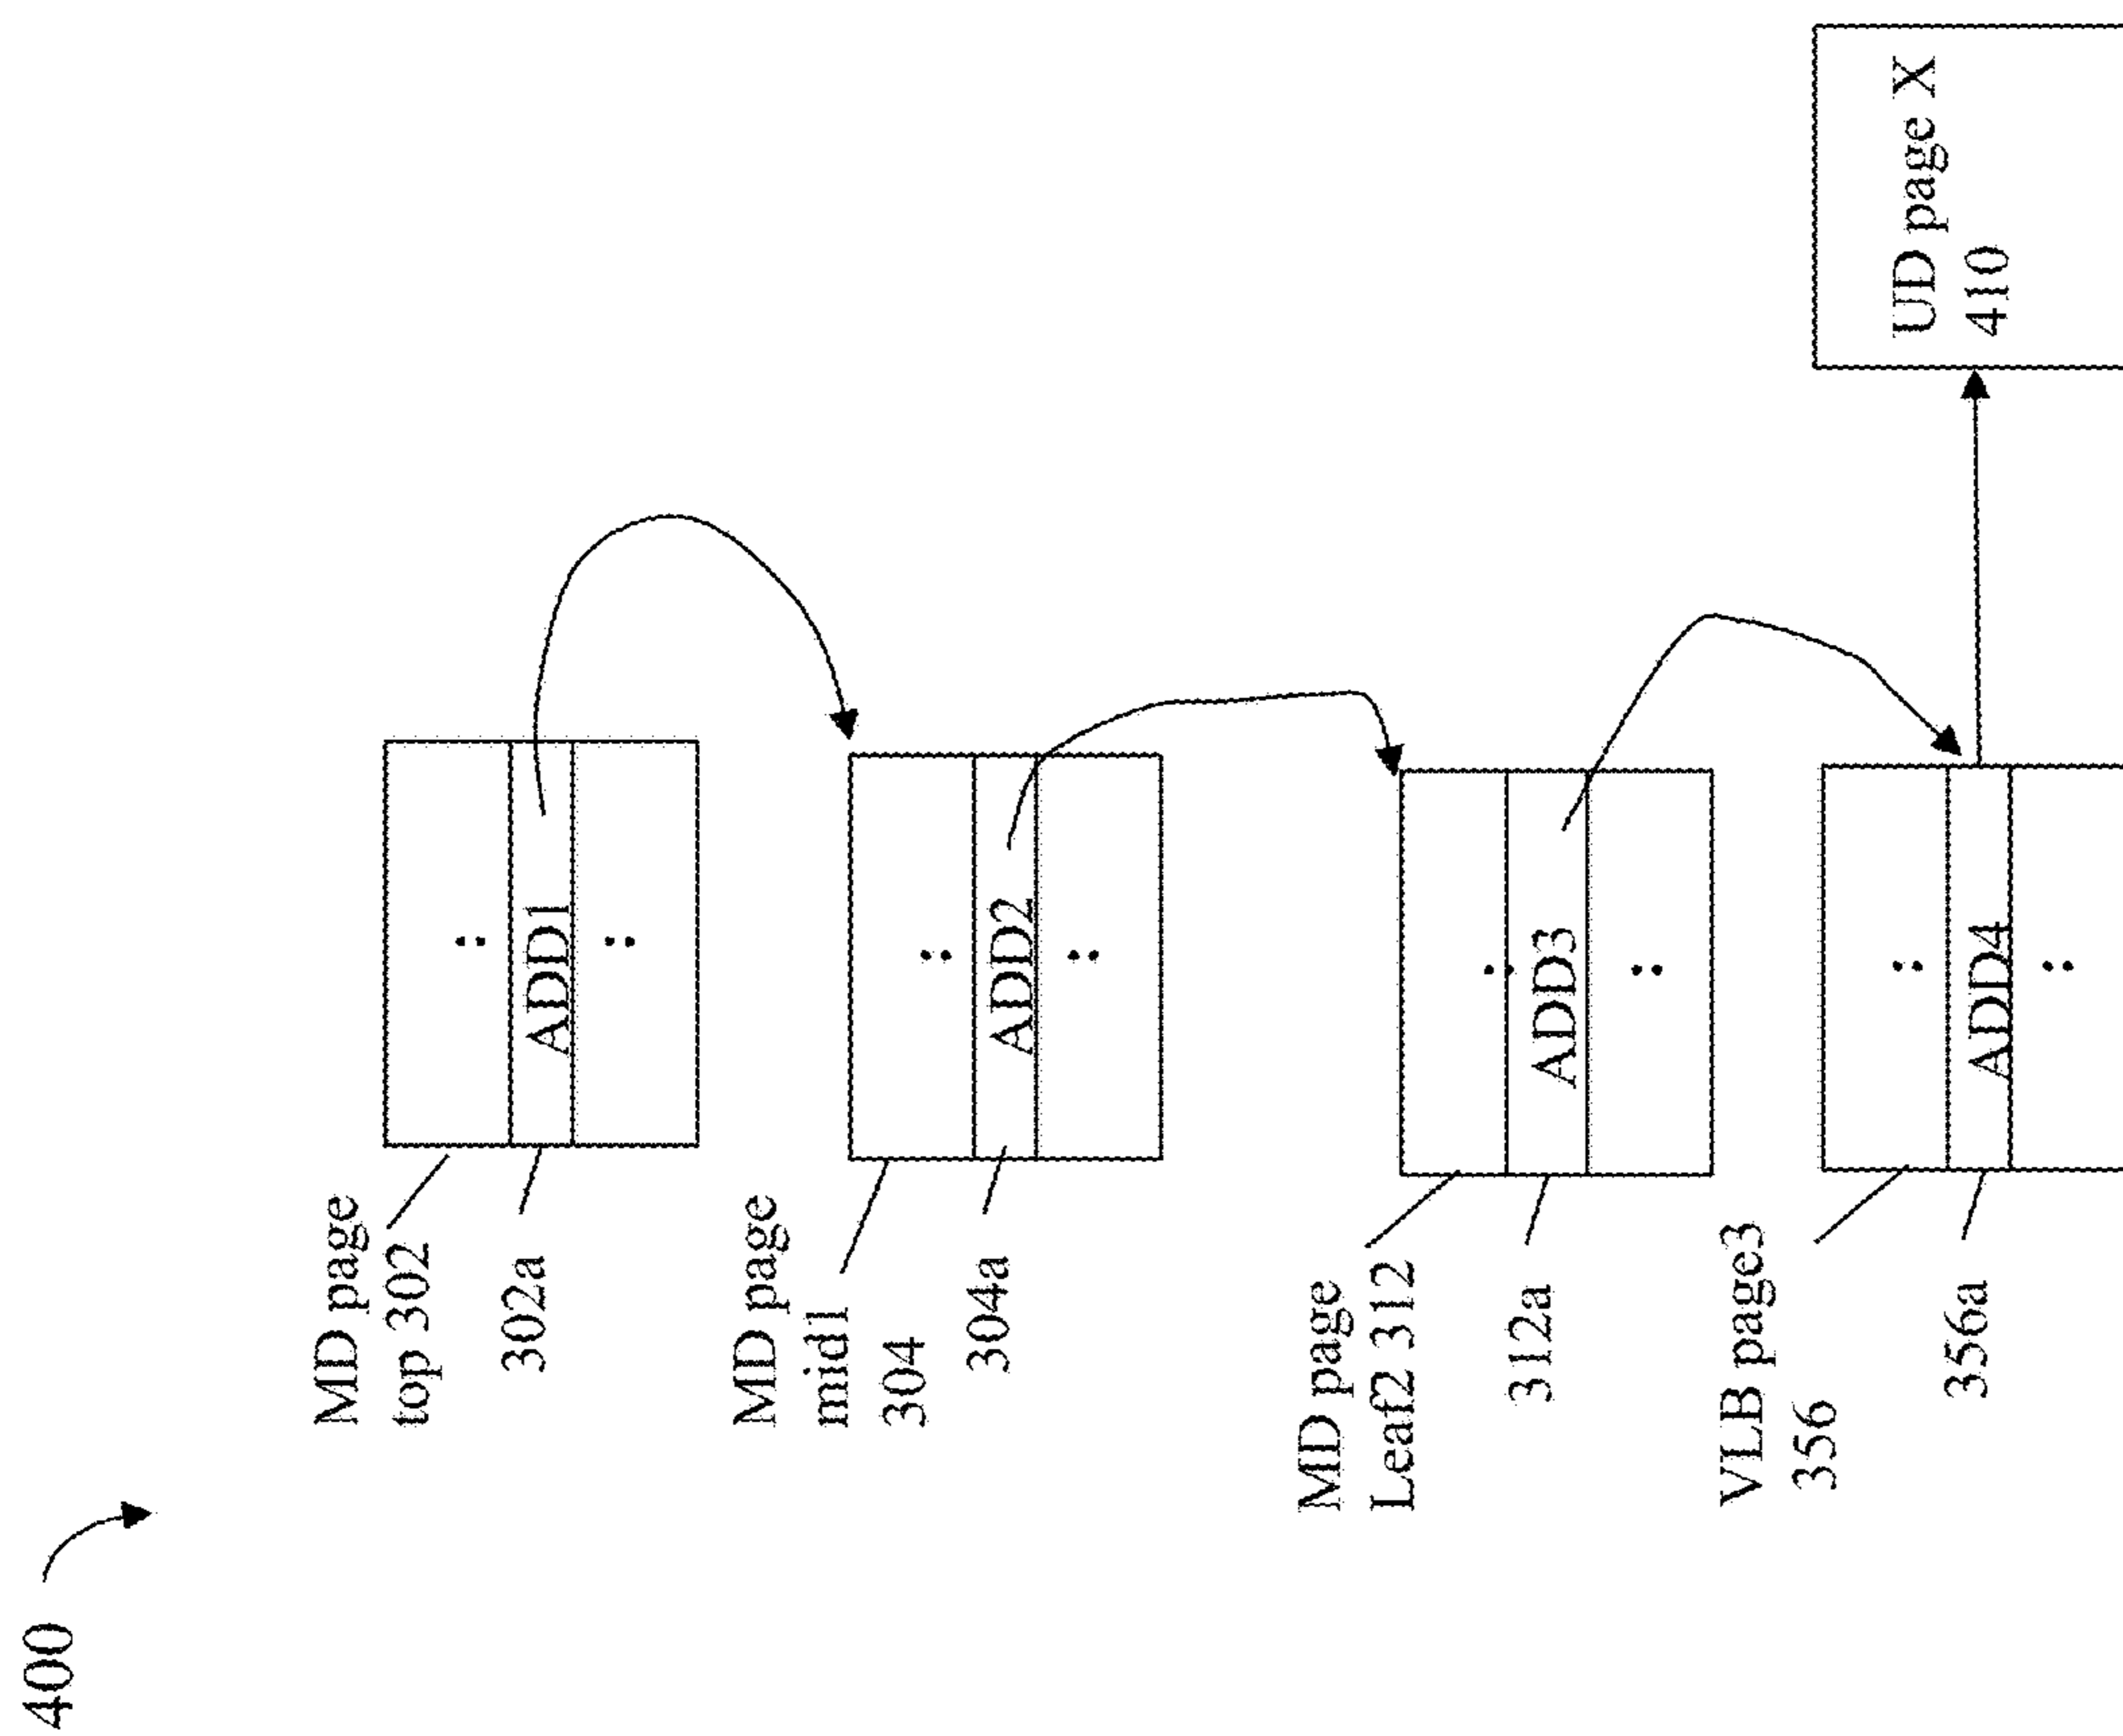 400
MD page
top 302
302a
ADD1
MD page
mid1
304
304a
ADD2
MD page
Leaf2 312
312a
ADD3
VLB page3
356
356a
ADD4
UD page X
410